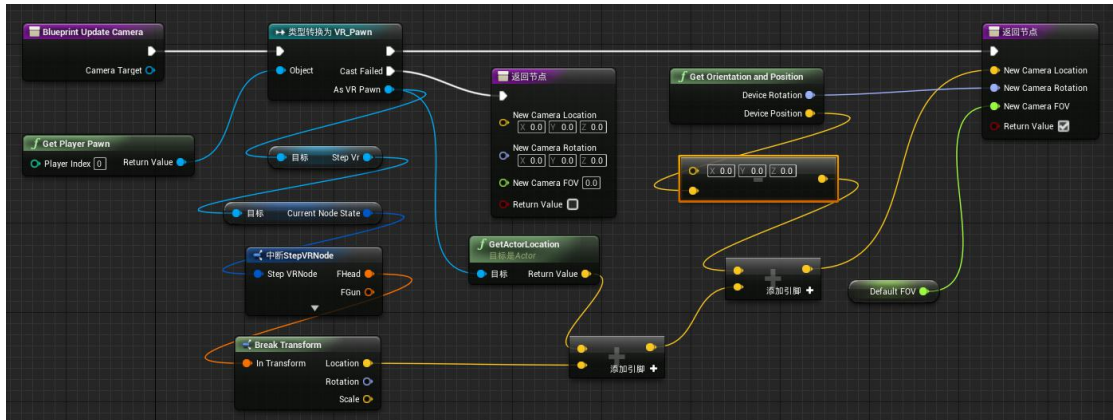 Blueprint Update Camera
Camera Target
类型转换为 VR_Pawn
Object
Cast Failed
As VR Pawn
返回节点
New Camera Location
New Camera Rotation
New Camera FOV
Return Value
Get Player Pawn
Player Index 0
Return Value
目标
Step Vr
目标
Current Node State
中断StepVRNode
Step VRNode
FHead
FGun
Break Transform
In Transform
Location
Rotation
Scale
返回节点
New Camera Location
X 0.0 Y 0.0 Z 0.0
New Camera Rotation
X 0.0 Y 0.0 Z 0.0
New Camera FOV 0.0
Return Value
GetActorLocation
目标是Actor
目标
Return Value
添加引脚
Get Orientation and Position
Device Rotation
Device Position
X 0.0 Y 0.0 Z 0.0
添加引脚
Default FOV